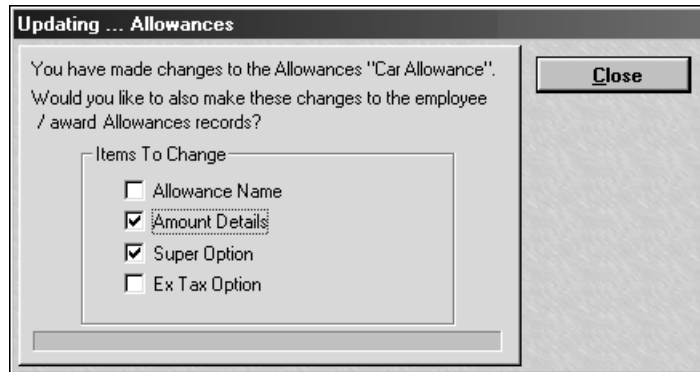 Updating ... Allowances
You have made changes to the Allowances "Car Allowance".
Would you like to also make these changes to the employee
/ award Allowances records?
Close
Items To Change
Allowance Name
Amount Details
Super Option
Ex Tax Option